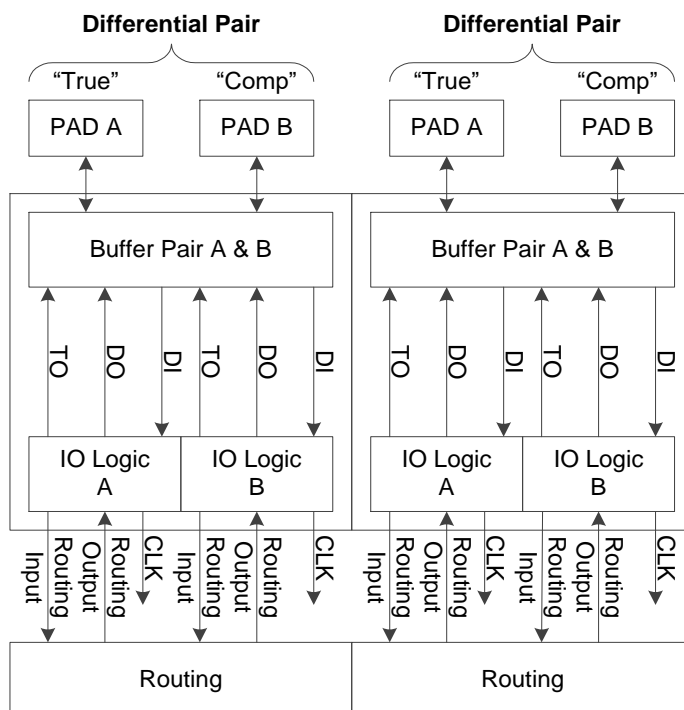 Differential Pair Differential Pair
“True” “Comp” “True” “Comp”
PAD A PAD B PAD A PAD B
Buffer Pair A & B Buffer Pair A & B
TO DO DI TO DO DI TO DO DI TO DO DI
IO Logic A IO Logic B IO Logic A IO Logic B
Routing Input
Routing Output
CLK
Routing Input
Routing Output
CLK
Routing Input
Routing Output
CLK
Routing Input
Routing Output
CLK
Routing Routing